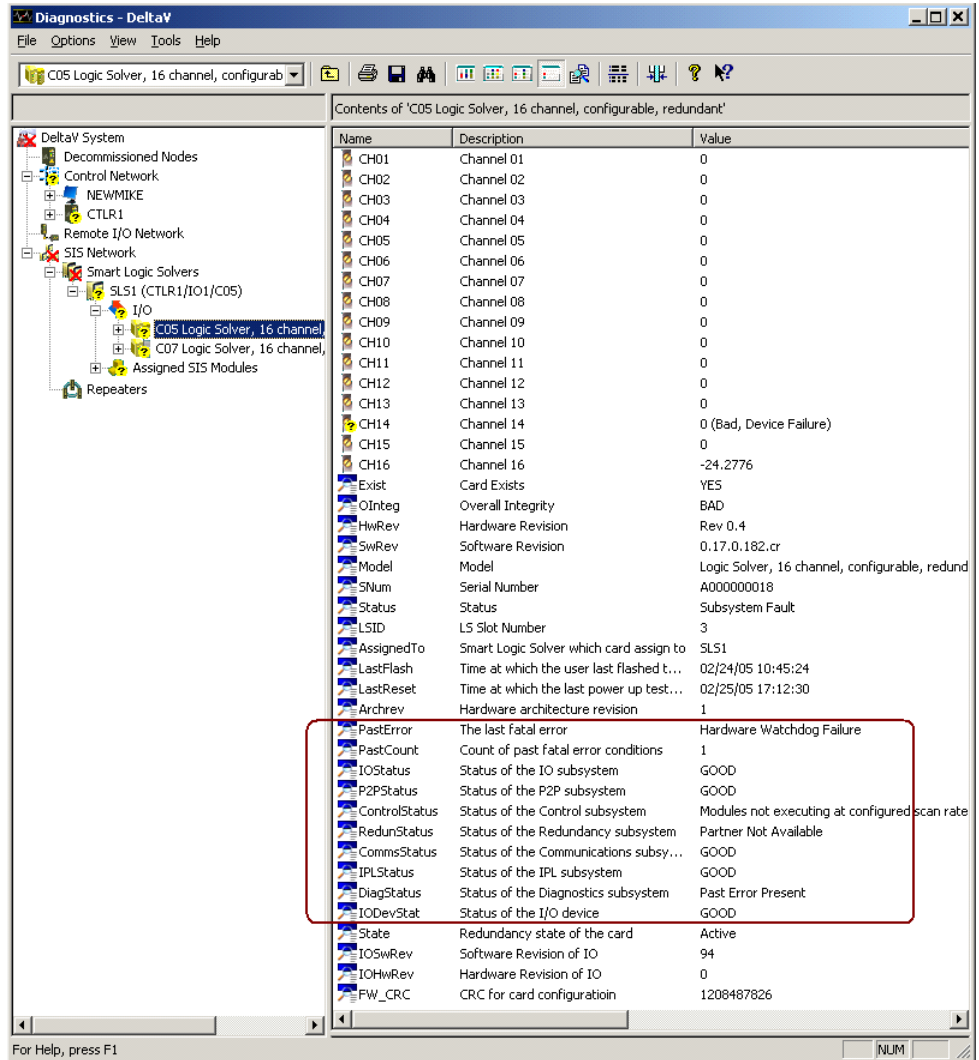 Diagnostics - DeltaV
File Options View Tools Help
C05 Logic Solver, 16 channel, configurab
Contents of 'C05 Logic Solver, 16 channel, configurable, redundant'
DeltaV System
Decommissioned Nodes
Control Network
NEWMIKE
CTLR1
Remote I/O Network
SIS Network
Smart Logic Solvers
SLS1 (CTLR1/IO1/C05)
I/O
C05 Logic Solver, 16 channel,
C07 Logic Solver, 16 channel,
Assigned SIS Modules
Repeaters
Name Description Value
CH01 Channel 01 0
CH02 Channel 02 0
CH03 Channel 03 0
CH04 Channel 04 0
CH05 Channel 05 0
CH06 Channel 06 0
CH07 Channel 07 0
CH08 Channel 08 0
CH09 Channel 09 0
CH10 Channel 10 0
CH11 Channel 11 0
CH12 Channel 12 0
CH13 Channel 13 0
CH14 Channel 14 0 (Bad, Device Failure)
CH15 Channel 15 0
CH16 Channel 16 -24.2776
Exist Card Exists YES
OInteg Overall Integrity BAD
HwRev Hardware Revision Rev 0.4
SwRev Software Revision 0.17.0.182.cr
Model Model Logic Solver, 16 channel, configurable, redund
SNum Serial Number A000000018
Status Status Subsystem Fault
LSID LS Slot Number 3
AssignedTo Smart Logic Solver which card assign to SLS1
LastFlash Time at which the user last flashed t... 02/24/05 10:45:24
LastReset Time at which the last power up test... 02/25/05 17:12:30
Archrev Hardware architecture revision 1
PastError The last fatal error Hardware Watchdog Failure
PastCount Count of past fatal error conditions 1
IOStatus Status of the IO subsystem GOOD
P2PStatus Status of the P2P subsystem GOOD
ControlStatus Status of the Control subsystem Modules not executing at configured scan rate
RedunStatus Status of the Redundancy subsystem Partner Not Available
CommsStatus Status of the Communications subsy... GOOD
IPLStatus Status of the IPL subsystem GOOD
DiagStatus Status of the Diagnostics subsystem Past Error Present
IODevStat Status of the I/O device GOOD
State Redundancy state of the card Active
IOSwRev Software Revision of IO 94
IOHwRev Hardware Revision of IO 0
FW_CRC CRC for card configuratioin 1208487826
For Help, press F1
NUM